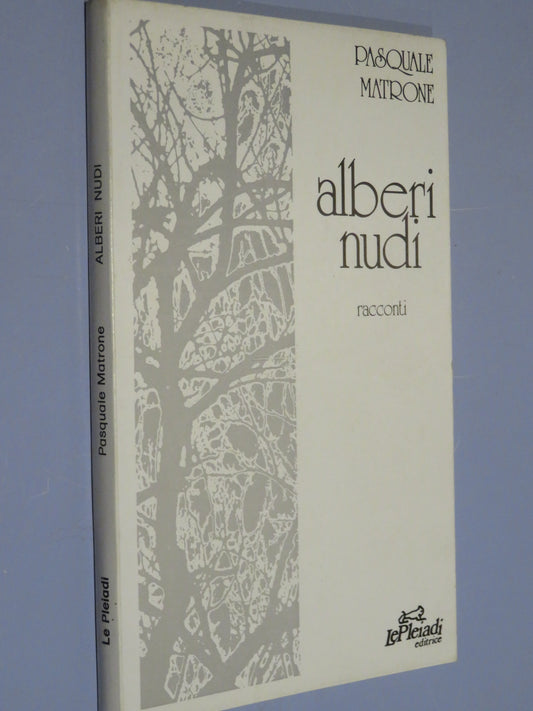 PASQUALE
MATRONE
alberi
nudi
racconti
LePleiadi
editrice
Le Pleiadi Pasquale Matrone ALBERI NUDI